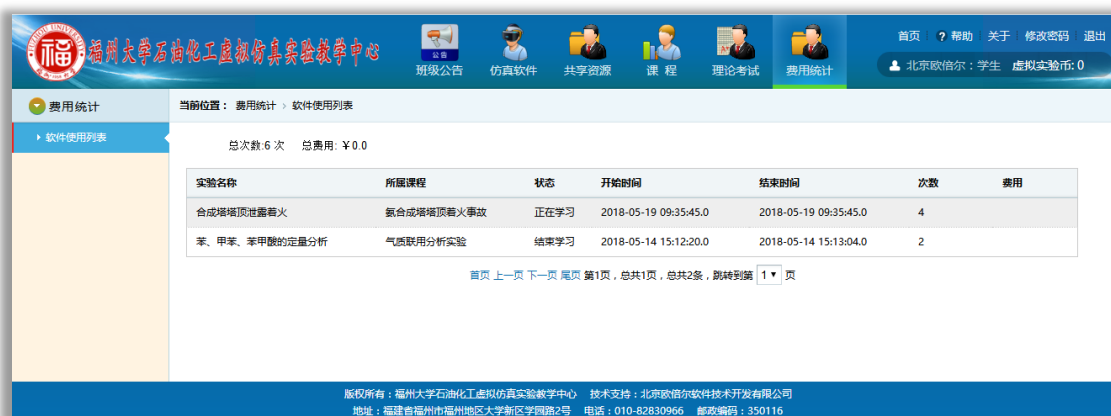 福州大学石油化工虚拟仿真实验教学中心
公告
班级公告 仿真软件 共享资源 课 程 理论考试 费用统计
首页 ? 帮助 关于 修改密码 退出
北京欧倍尔：学生 虚拟实验币: 0
费用统计
当前位置： 费用统计 > 软件使用列表
软件使用列表
总次数:6 次 总费用: ￥0.0
实验名称 所属课程 状态 开始时间 结束时间 次数 费用
合成塔塔顶泄露着火 氨合成塔塔顶着火事故 正在学习 2018-05-19 09:35:45.0 2018-05-19 09:35:45.0 4
苯、甲苯、苯甲酸的定量分析 气质联用分析实验 结束学习 2018-05-14 15:12:20.0 2018-05-14 15:13:04.0 2
首页 上一页 下一页 尾页 第1页，总共1页，总共2条，跳转到第 1 页
版权所有：福州大学石油化工虚拟仿真实验教学中心 技术支持：北京欧倍尔软件技术开发有限公司
地址：福建省福州市福州地区大学新区学园路2号 电话：010-82830966 邮政编码：350116